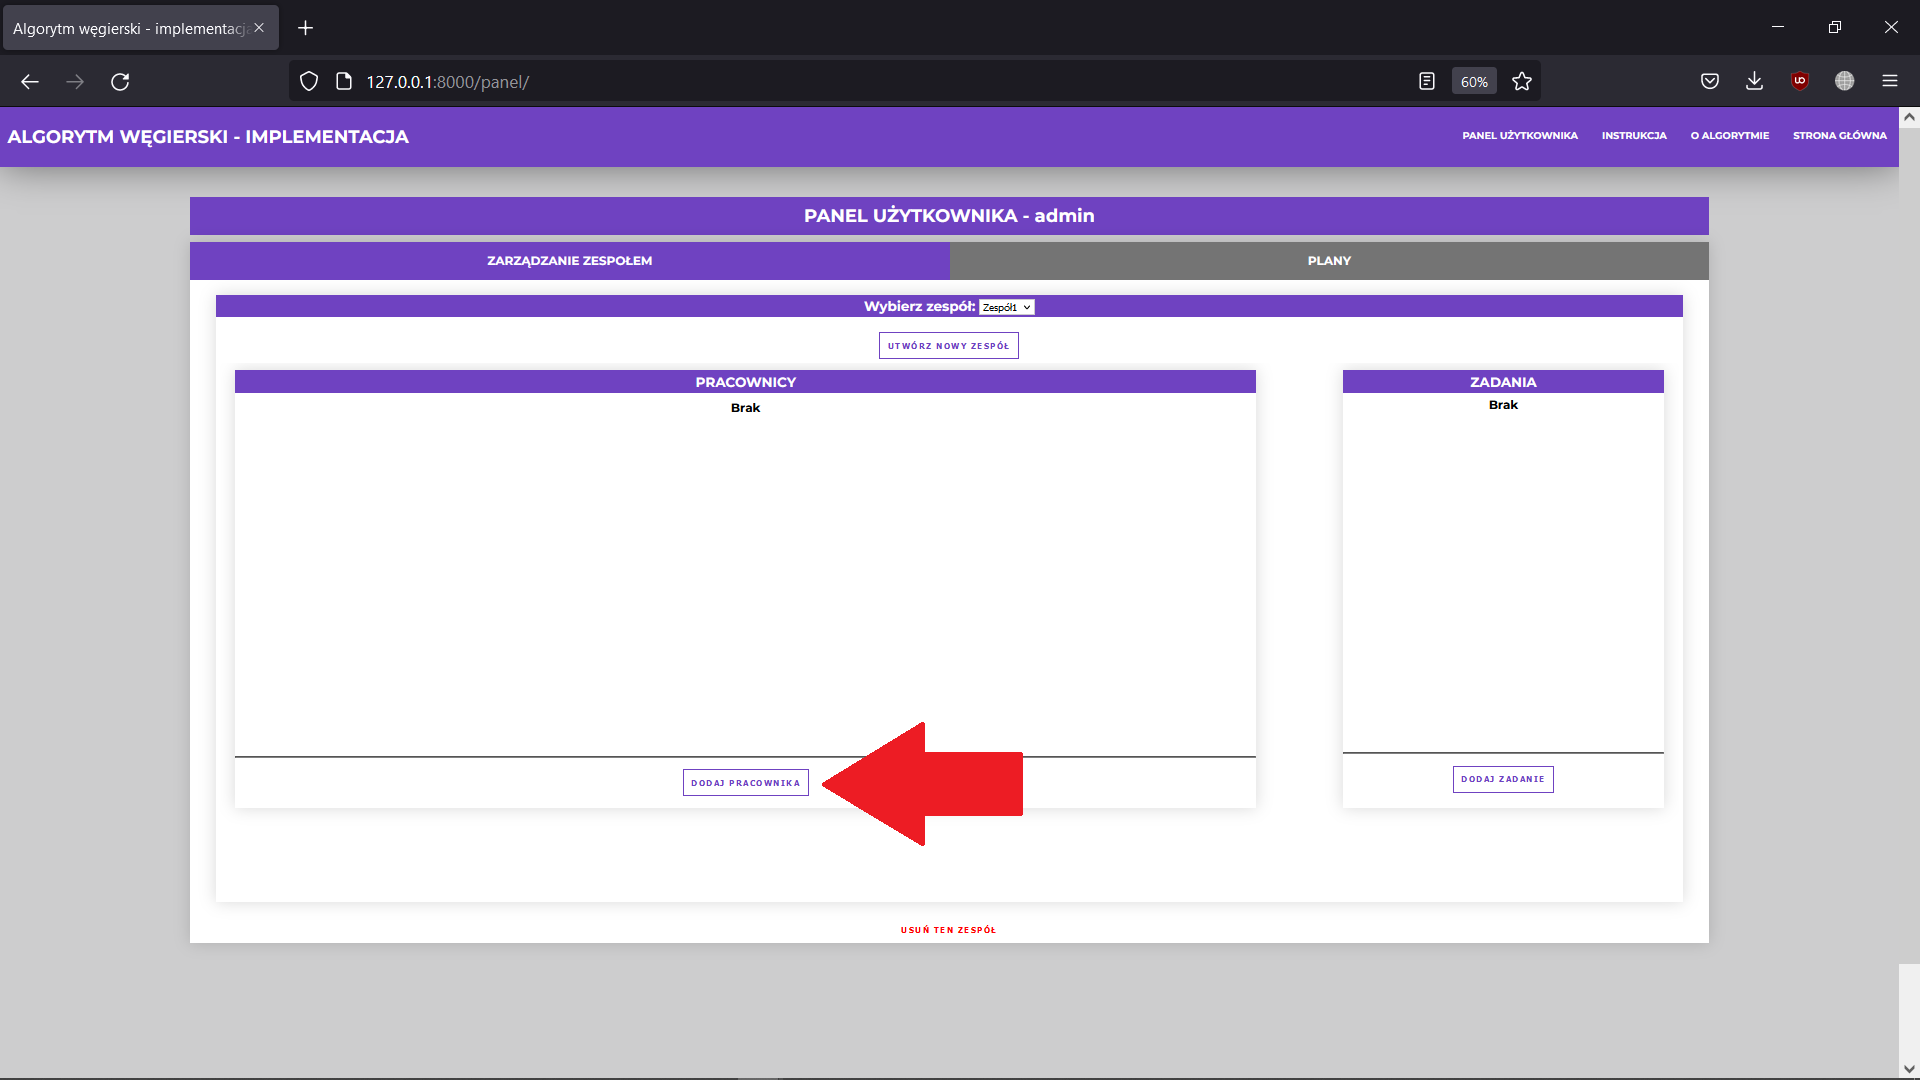 Algorytm węgierski - implementacja
127.0.0.1:8000/panel/
60%
ALGORYTM WĘGIERSKI - IMPLEMENTACJA
PANEL UŻYTKOWNIKA
INSTRUKCJA
O ALGORYTMIE
STRONA GŁÓWNA
PANEL UŻYTKOWNIKA - admin
ZARZĄDZANIE ZESPOŁEM
PLANY
Wybierz zespół: Zespół1
UTWÓRZ NOWY ZESPÓŁ
PRACOWNICY
Brak
DODAJ PRACOWNIKA
ZADANIA
Brak
DODAJ ZADANIE
USUŃ TEN ZESPÓŁ